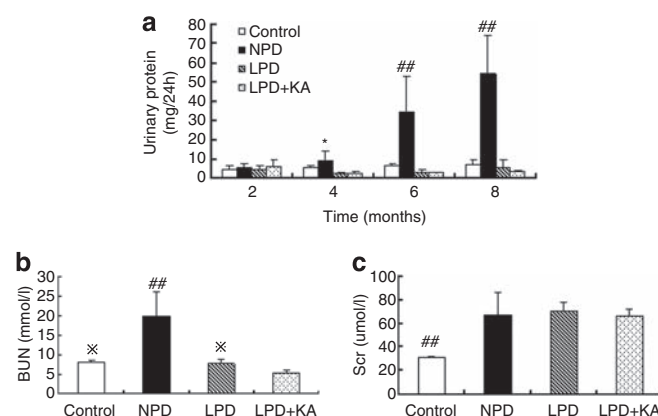 a
Urinary protein
(mg/24h)
80
70
60
50
40
30
20
10
0
Control
NPD
LPD
LPD+KA
*
##
##
2 4 6 8
Time (months)
b
BUN (mmol/l)
30
25
20
15
10
5
0
※
##
※
Control NPD LPD LPD+KA
c
Scr (umol/l)
100
80
60
40
20
0
##
Control NPD LPD LPD+KA